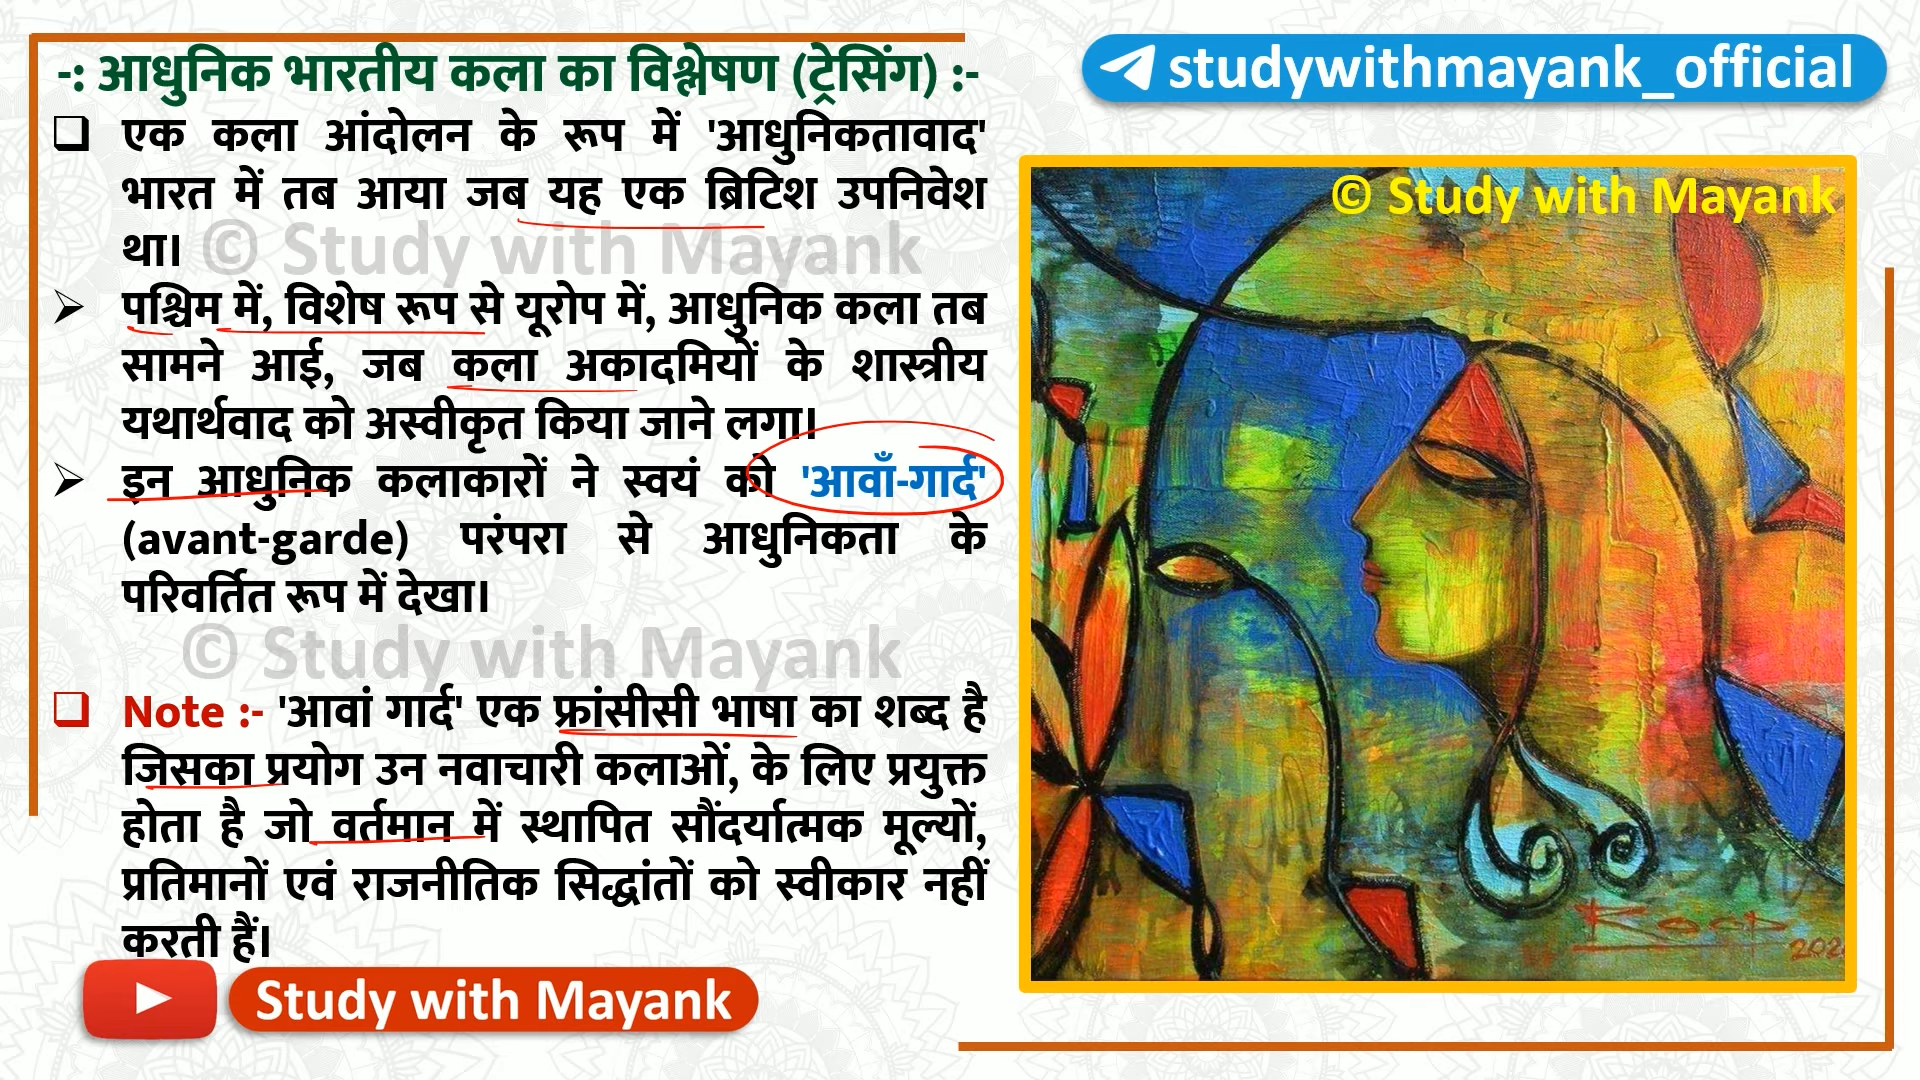 -: आधुनिक भारतीय कला का विश्लेषण (ट्रेसिंग) :-
studywithmayank_official
एक कला आंदोलन के रूप में 'आधुनिकतावाद'
भारत में तब आया जब यह एक ब्रिटिश उपनिवेश
था।
© Study with Mayank
पश्चिम में, विशेष रूप से यूरोप में, आधुनिक कला तब
सामने आई, जब कला अकादमियों के शास्त्रीय
यथार्थवाद को अस्वीकृत किया जाने लगा।
इन आधुनिक कलाकारों ने स्वयं को 'आवाँ-गार्द'
(avant-garde) परंपरा से आधुनिकता के
परिवर्तित रूप में देखा।
© Study with Mayank
Note :- 'आवां गार्द' एक फ्रांसीसी भाषा का शब्द है
जिसका प्रयोग उन नवाचारी कलाओं, के लिए प्रयुक्त
होता है जो वर्तमान में स्थापित सौंदर्यात्मक मूल्यों,
प्रतिमानों एवं राजनीतिक सिद्धांतों को स्वीकार नहीं
करती हैं।
Study with Mayank
© Study with Mayank